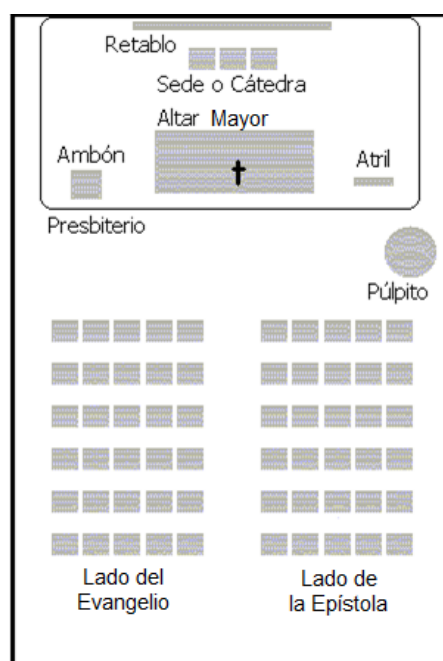 Retablo
Sede o Cátedra
Altar Mayor
Ambón
Atril
Presbiterio
Púlpito
Lado del
Evangelio
Lado de
la Epístola